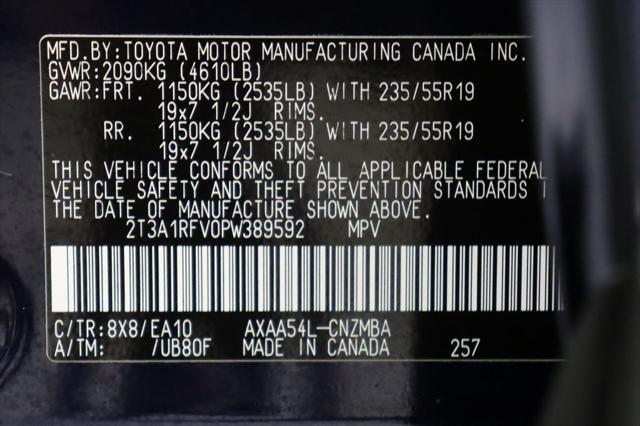 MFD.BY:TOYOTA MOTOR MANUFACTURING CANADA INC.
GVWR:2090KG (4610LB)
GAWR:FRT. 1150KG (2535LB) WITH 235/55R19
19x7 1/2J RIMS.
RR. 1150KG (2535LB) WITH 235/55R19
19x7 1/2J RIMS.
THIS VEHICLE CONFORMS TO ALL APPLICABLE FEDERAL
VEHICLE SAFETY AND THEFT PREVENTION STANDARDS
THE DATE OF MANUFACTURE SHOWN ABOVE.
2T3A1RFV0PW389592 MPV
C/TR:8X8/EA10 AXAA54L-CNZMBA
A/TM: /UB80F MADE IN CANADA 257